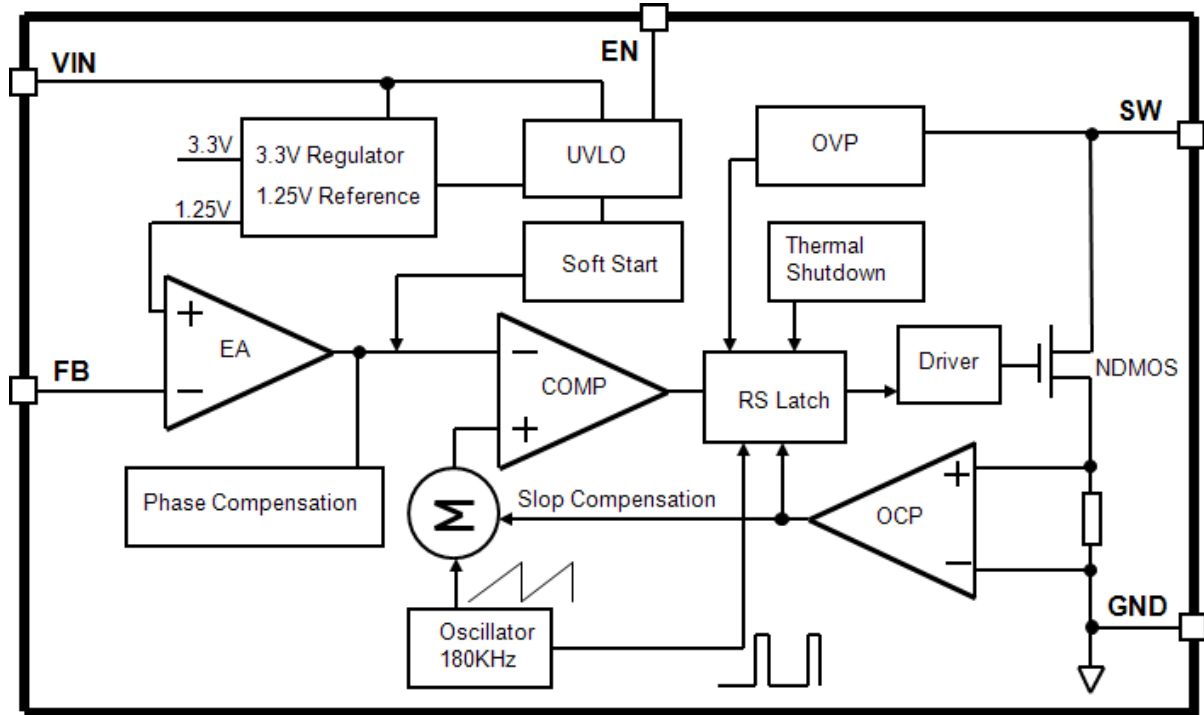 EN
VIN
SW
3.3V
3.3V Regulator
1.25V Reference
UVLO
OVP
1.25V
Soft Start
Thermal
Shutdown
+
EA
−
FB
−
COMP
+
RS Latch
Driver
NDMOS
Phase Compensation
Σ
Slop Compensation
+
OCP
−
GND
Oscillator
180KHz